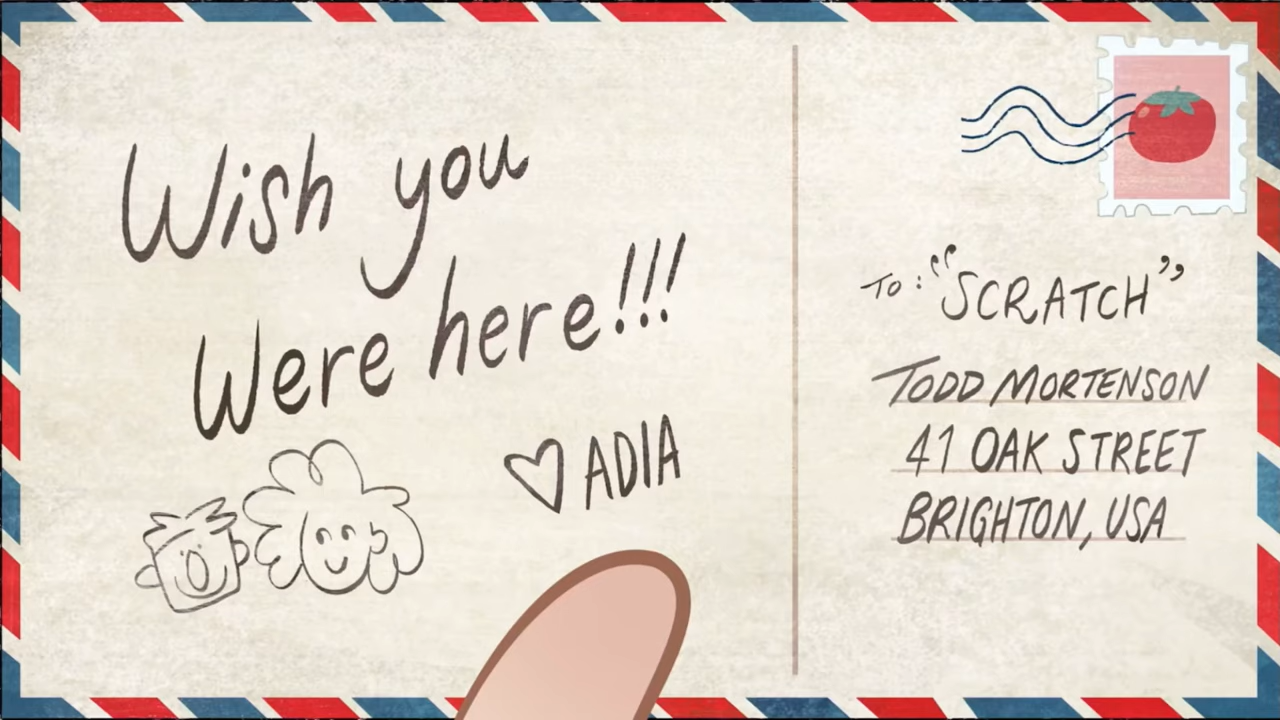 Wish you
Were here!!!
♡ ADIA
To: "SCRATCH"
TODD MORTENSON
41 OAK STREET
BRIGHTON, USA